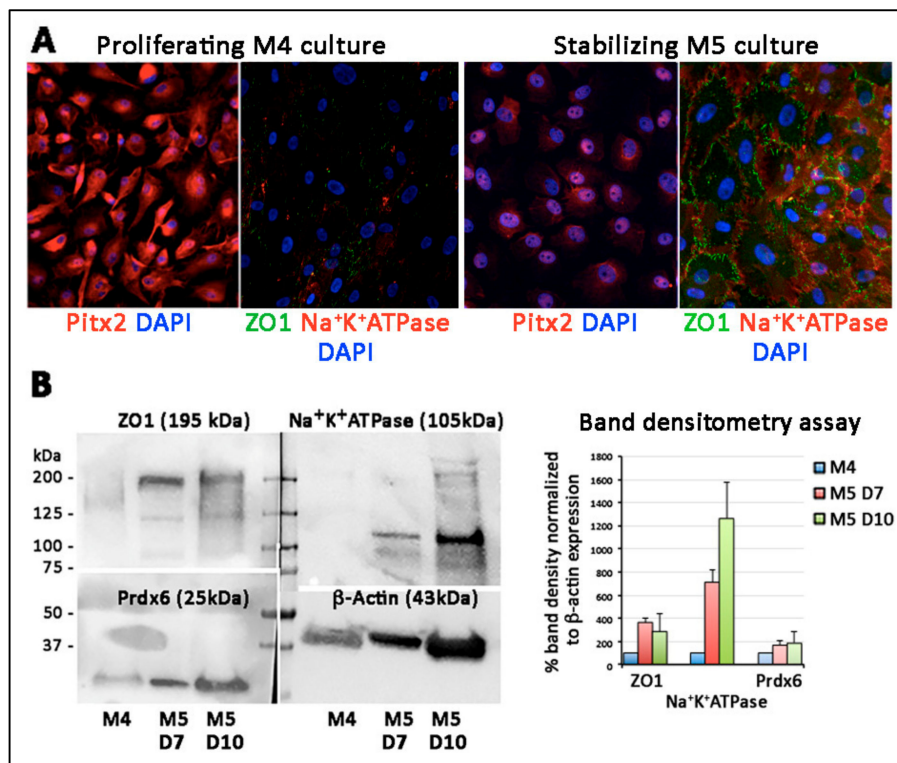 A
Proliferating M4 culture
Stabilizing M5 culture
Pitx2 DAPI
ZO1 Na⁺K⁺ATPase
DAPI
Pitx2 DAPI
ZO1 Na⁺K⁺ATPase
DAPI
B
ZO1 (195 kDa)
Na⁺K⁺ATPase (105kDa)
kDa
200 -
125 -
100 -
75 -
Prdx6 (25kDa)
β-Actin (43kDa)
50 -
37 -
M4
M5
D7
M5
D10
M4
M5
D7
M5
D10
Band densitometry assay
% band density normalized
to β-actin expression
1800
1600
1400
1200
1000
800
600
400
200
0
M4
M5 D7
M5 D10
ZO1
Na⁺K⁺ATPase
Prdx6